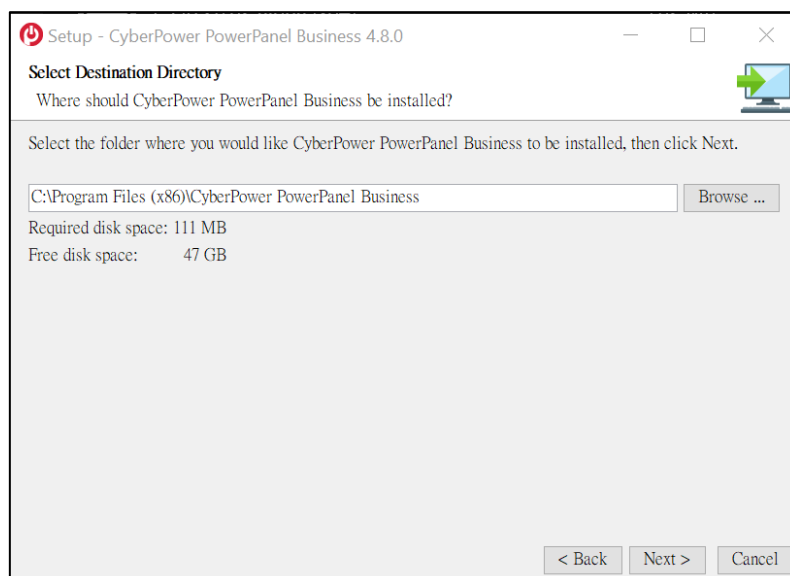 Setup - CyberPower PowerPanel Business 4.8.0
Select Destination Directory
Where should CyberPower PowerPanel Business be installed?
Select the folder where you would like CyberPower PowerPanel Business to be installed, then click Next.
C:\Program Files (x86)\CyberPower PowerPanel Business
Browse ...
Required disk space: 111 MB
Free disk space: 47 GB
< Back Next > Cancel